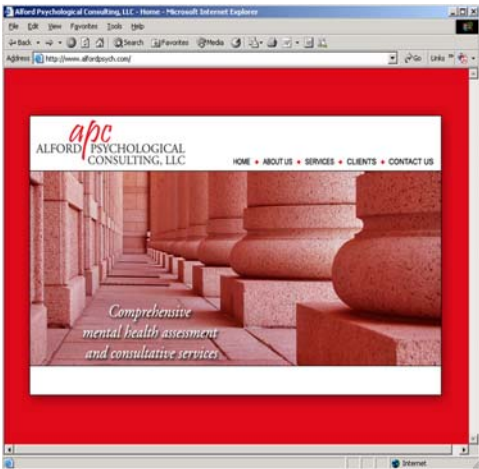 Alford Psychological Consulting, LLC - Home - Microsoft Internet Explorer
File Edit View Favorites Tools Help
Back Search Favorites Media
Address http://www.alfordpsych.com/ Go Links »
apc
ALFORD PSYCHOLOGICAL
CONSULTING, LLC
HOME ABOUT US SERVICES CLIENTS CONTACT US
Comprehensive
mental health assessment
and consultative services
Internet